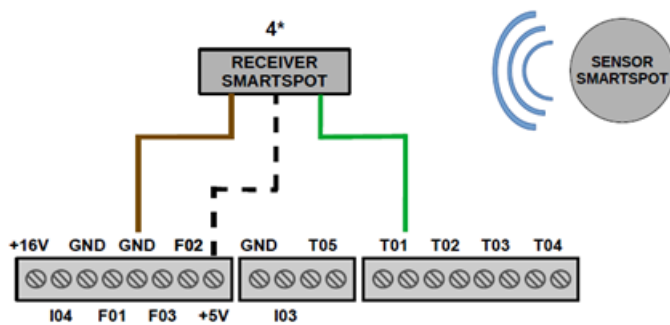 4*
RECEIVER
SMARTSPOT
SENSOR
SMARTSPOT
+16V GND GND F02 GND T05 T01 T02 T03 T04
I04 F01 F03 +5V I03